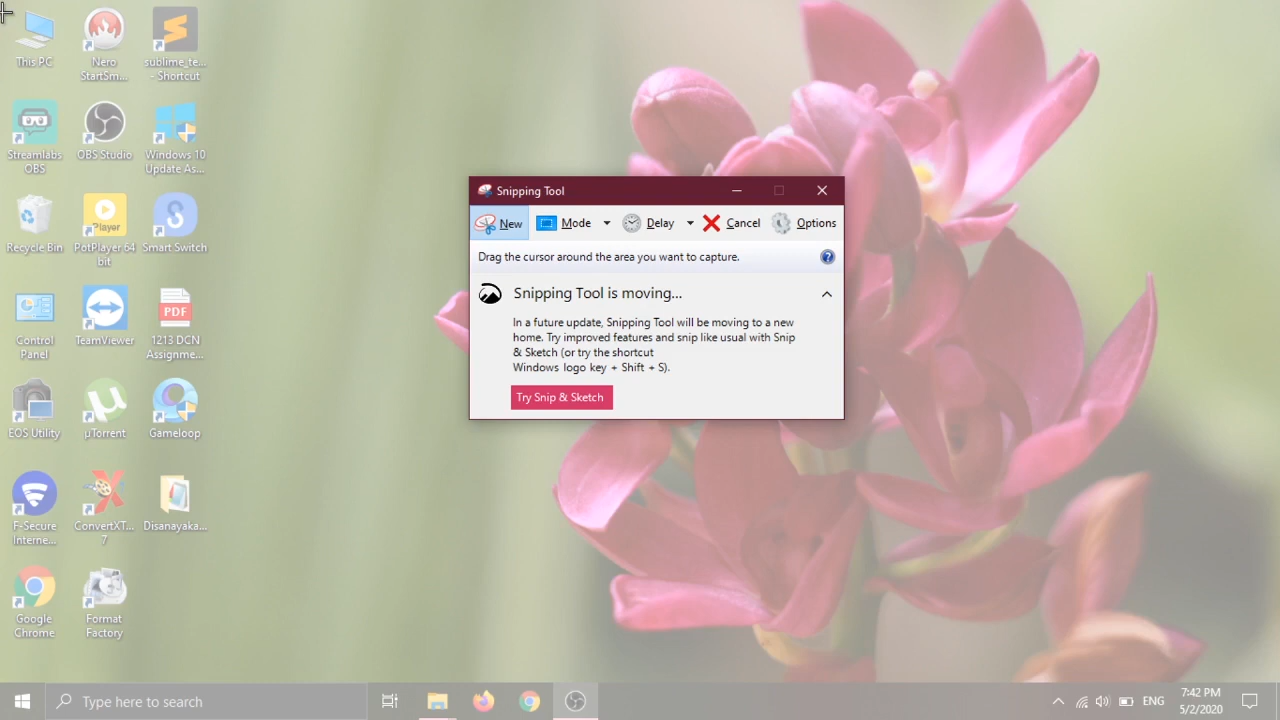 This PC
Nero
StartSm...
sublime_te...
- Shortcut
Streamlabs
OBS
OBS Studio
Windows 10
Update As...
Recycle Bin
Player
PotPlayer 64
bit
Smart Switch
Control
Panel
TeamViewer
PDF
1213 DCN
Assignme...
EOS Utility
µTorrent
Gameloop
F-Secure
Interne...
ConvertXT...
7
Disanayaka...
Google
Chrome
Format
Factory
Snipping Tool
New
Mode
Delay
Cancel
Options
Drag the cursor around the area you want to capture.
?
Snipping Tool is moving...
In a future update, Snipping Tool will be moving to a new
home. Try improved features and snip like usual with Snip
& Sketch (or try the shortcut
Windows logo key + Shift + S).
Try Snip & Sketch
Type here to search
ENG
7:42 PM
5/2/2020